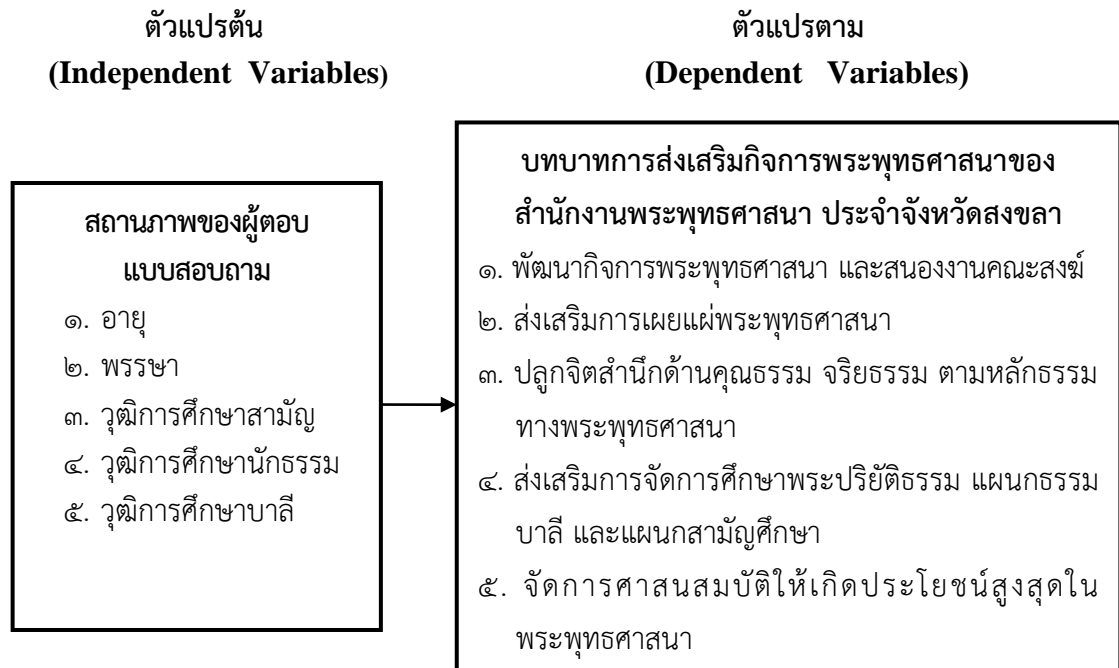 ตัวแปรต้น
(Independent Variables)
ตัวแปรตาม
(Dependent Variables)
สถานภาพของผู้ตอบ
แบบสอบถาม
๑. อายุ
๒. พรรษา
๓. วุฒิการศึกษาสามัญ
๔. วุฒิการศึกษานักธรรม
๕. วุฒิการศึกษาบาลี
บทบาทการส่งเสริมกิจการพระพุทธศาสนาของ
สำนักงานพระพุทธศาสนา ประจำจังหวัดสงขลา
๑. พัฒนากิจการพระพุทธศาสนา และสนองงานคณะสงฆ์
๒. ส่งเสริมการเผยแผ่พระพุทธศาสนา
๓. ปลูกจิตสำนึกด้านคุณธรรม จริยธรรม ตามหลักธรรม
ทางพระพุทธศาสนา
๔. ส่งเสริมการจัดการศึกษาพระปริยัติธรรม แผนกธรรม
บาลี และแผนกสามัญศึกษา
๕. จัดการศาสนสมบัติให้เกิดประโยชน์สูงสุดใน
พระพุทธศาสนา